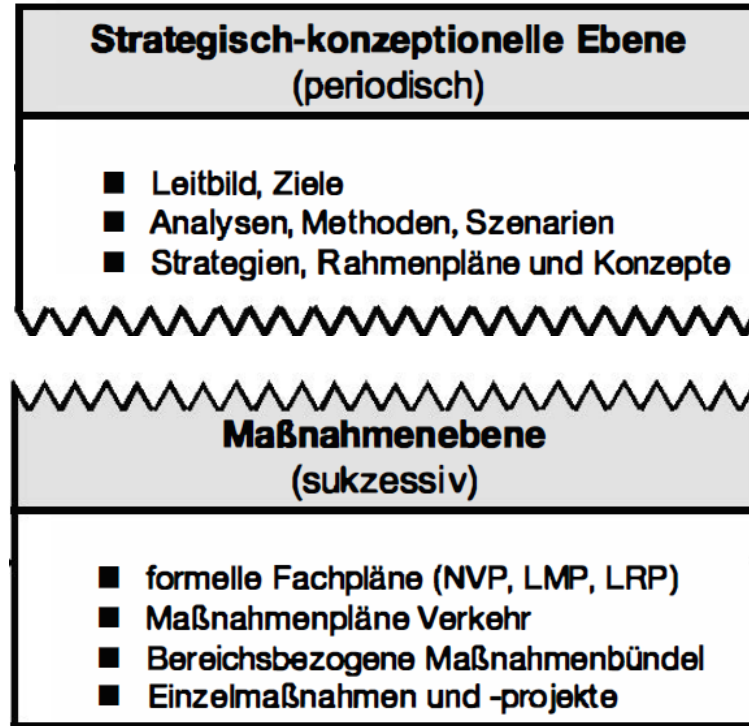 Strategisch-konzeptionelle Ebene
(periodisch)
■ Leitbild, Ziele
■ Analysen, Methoden, Szenarien
■ Strategien, Rahmenpläne und Konzepte
Maßnahmenebene
(sukzessiv)
■ formelle Fachpläne (NVP, LMP, LRP)
■ Maßnahmenpläne Verkehr
■ Bereichsbezogene Maßnahmenbündel
■ Einzelmaßnahmen und -projekte